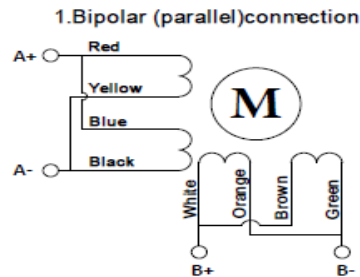 1.Bipolar (parallel)connection
Red
A+
Yellow
M
Blue
A-
Black
White
Orange
Brown
Green
B+
B-